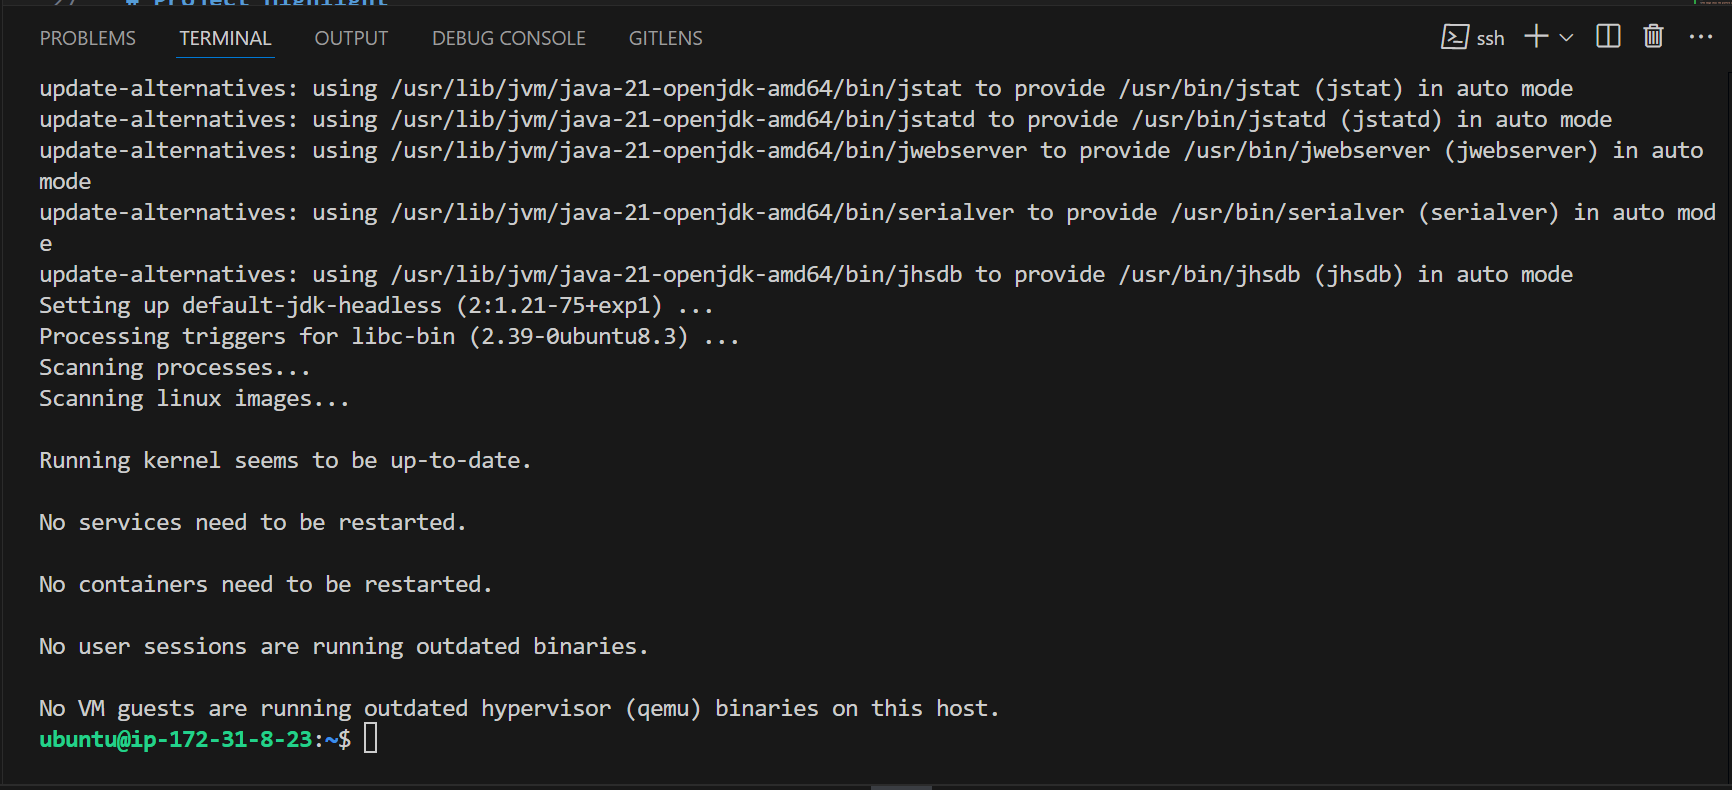 27 # Project Highlight
PROBLEMS TERMINAL OUTPUT DEBUG CONSOLE GITLENS ssh
update-alternatives: using /usr/lib/jvm/java-21-openjdk-amd64/bin/jstat to provide /usr/bin/jstat (jstat) in auto mode
update-alternatives: using /usr/lib/jvm/java-21-openjdk-amd64/bin/jstatd to provide /usr/bin/jstatd (jstatd) in auto mode
update-alternatives: using /usr/lib/jvm/java-21-openjdk-amd64/bin/jwebserver to provide /usr/bin/jwebserver (jwebserver) in auto
mode
update-alternatives: using /usr/lib/jvm/java-21-openjdk-amd64/bin/serialver to provide /usr/bin/serialver (serialver) in auto mod
e
update-alternatives: using /usr/lib/jvm/java-21-openjdk-amd64/bin/jhsdb to provide /usr/bin/jhsdb (jhsdb) in auto mode
Setting up default-jdk-headless (2:1.21-75+exp1) ...
Processing triggers for libc-bin (2.39-0ubuntu8.3) ...
Scanning processes...
Scanning linux images...
Running kernel seems to be up-to-date.
No services need to be restarted.
No containers need to be restarted.
No user sessions are running outdated binaries.
No VM guests are running outdated hypervisor (qemu) binaries on this host.
ubuntu@ip-172-31-8-23:~$